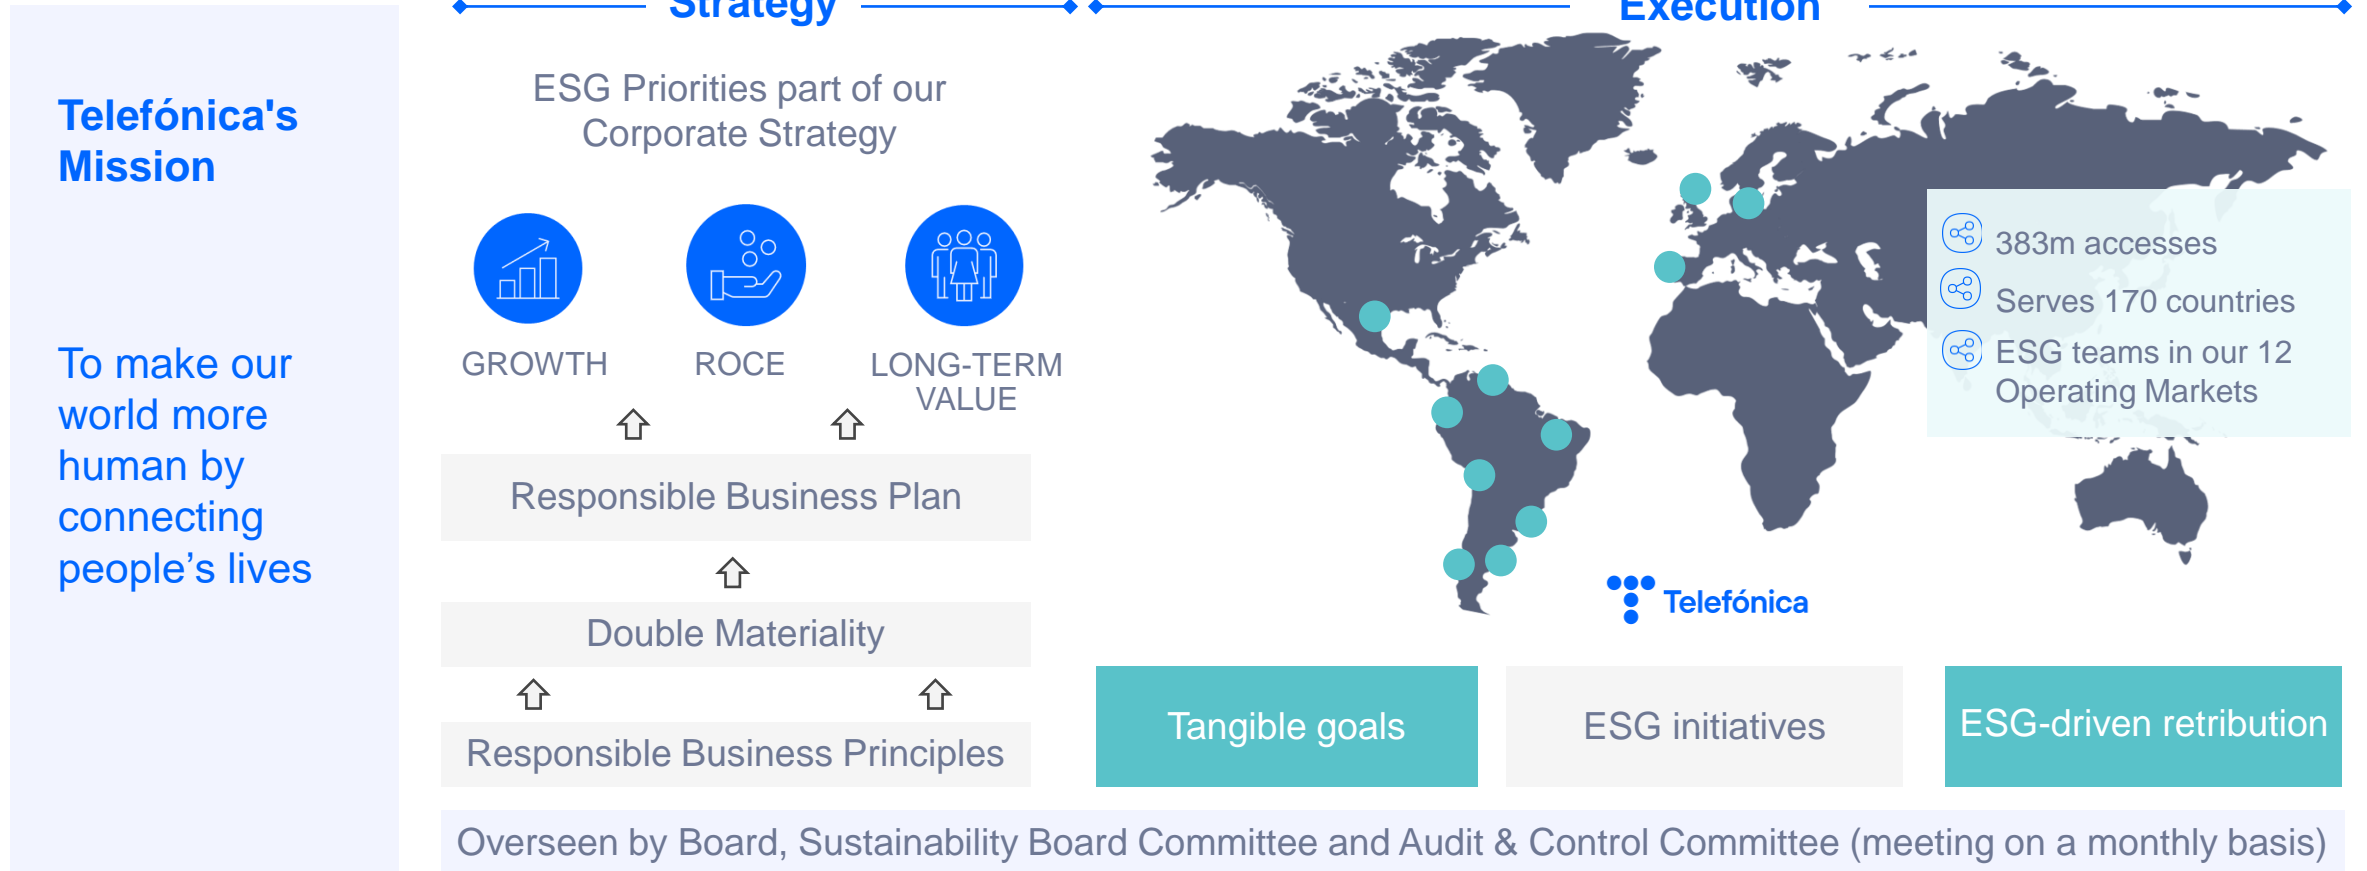 Strategy
Execution
Telefónica's
Mission
To make our
world more
human by
connecting
people’s lives
ESG Priorities part of our
Corporate Strategy
GROWTH
ROCE
LONG-TERM
VALUE
Responsible Business Plan
Double Materiality
Responsible Business Principles
383m accesses
Serves 170 countries
ESG teams in our 12
Operating Markets
Telefónica
Tangible goals
ESG initiatives
ESG-driven retribution
Overseen by Board, Sustainability Board Committee and Audit & Control Committee (meeting on a monthly basis)